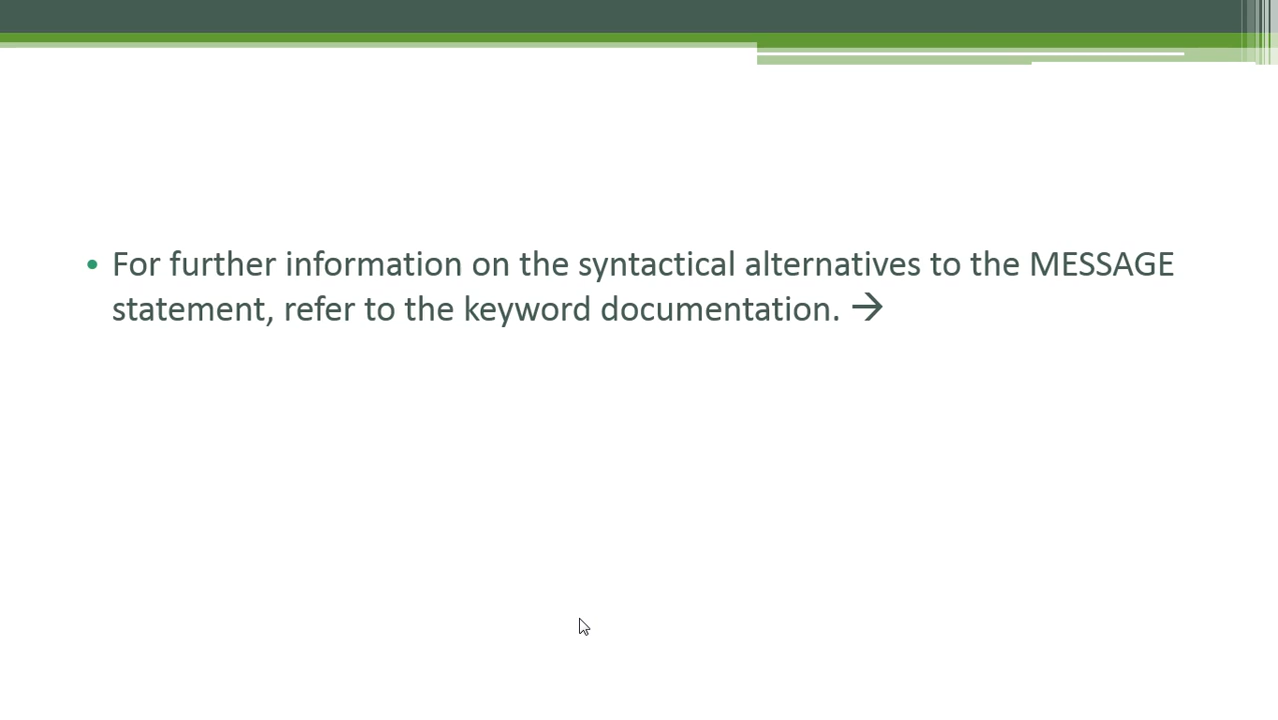 • For further information on the syntactical alternatives to the MESSAGE
statement, refer to the keyword documentation. →